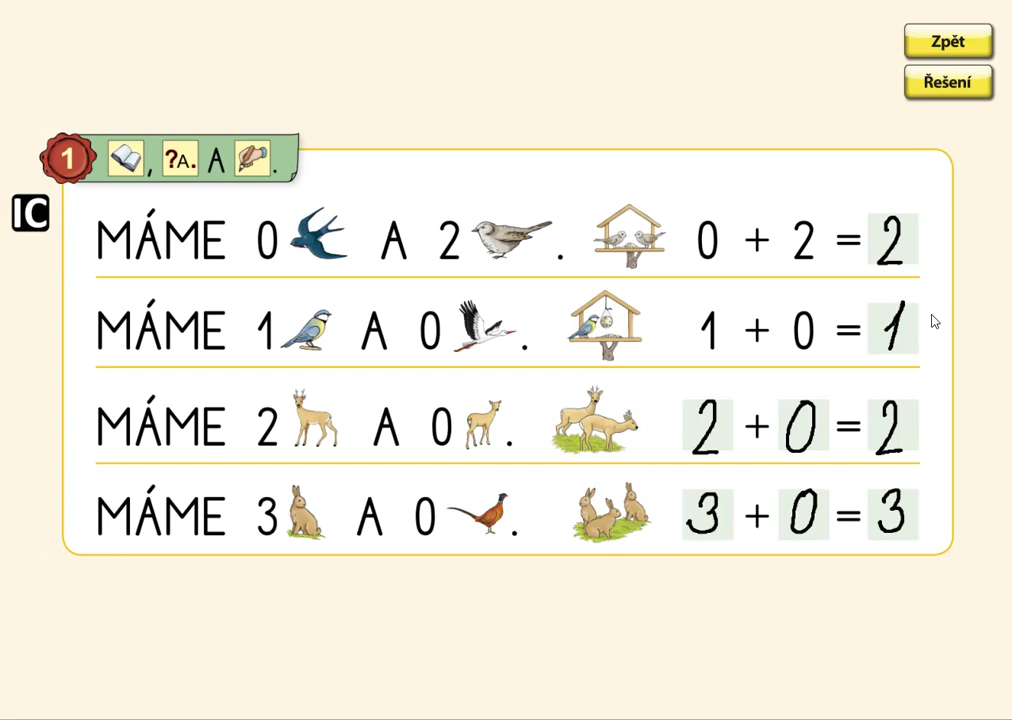 Zpět
Řešení
1 , ?A. A .
IC
MÁME 0 A 2 . 0 + 2 = 2
MÁME 1 A 0 . 1 + 0 = 1
MÁME 2 A 0 . 2 + 0 = 2
MÁME 3 A 0 . 3 + 0 = 3